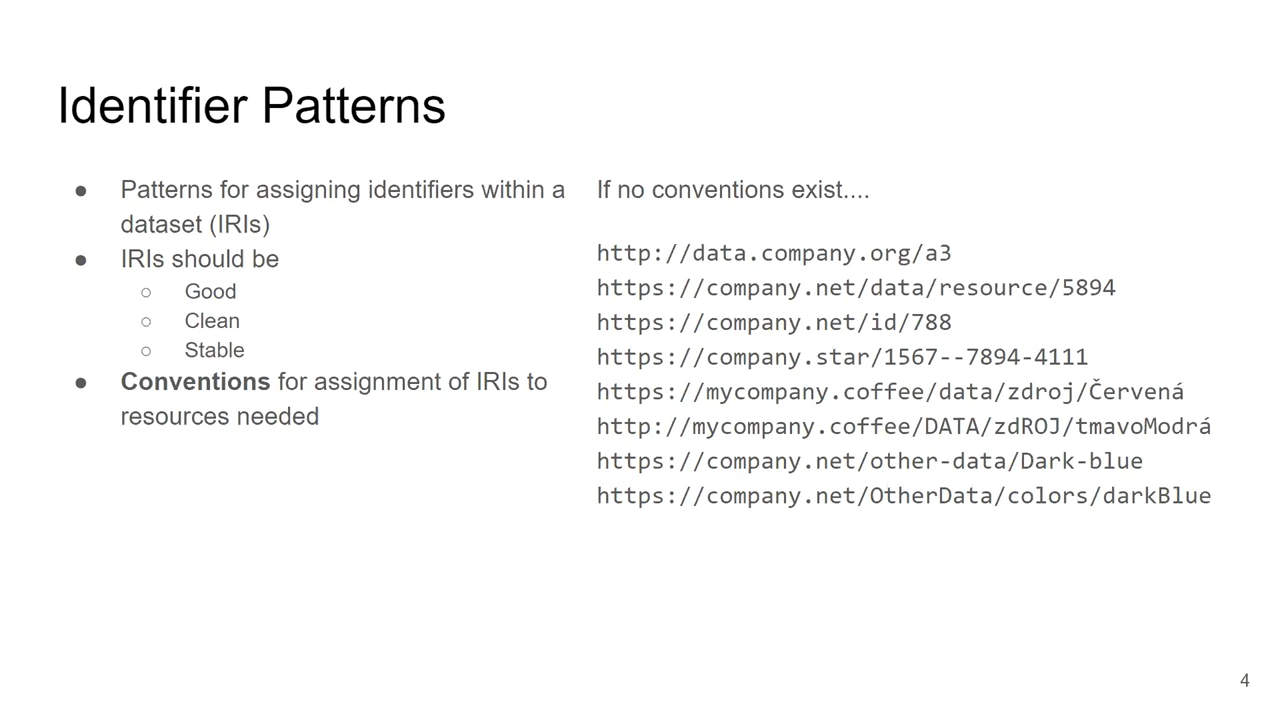 Identifier Patterns
● Patterns for assigning identifiers within a
dataset (IRIs)
● IRIs should be
○ Good
○ Clean
○ Stable
● Conventions for assignment of IRIs to
resources needed
If no conventions exist....
http://data.company.org/a3
https://company.net/data/resource/5894
https://company.net/id/788
https://company.star/1567--7894-4111
https://mycompany.coffee/data/zdroj/Červená
http://mycompany.coffee/DATA/zdROJ/tmavoModrá
https://company.net/other-data/Dark-blue
https://company.net/OtherData/colors/darkBlue
4